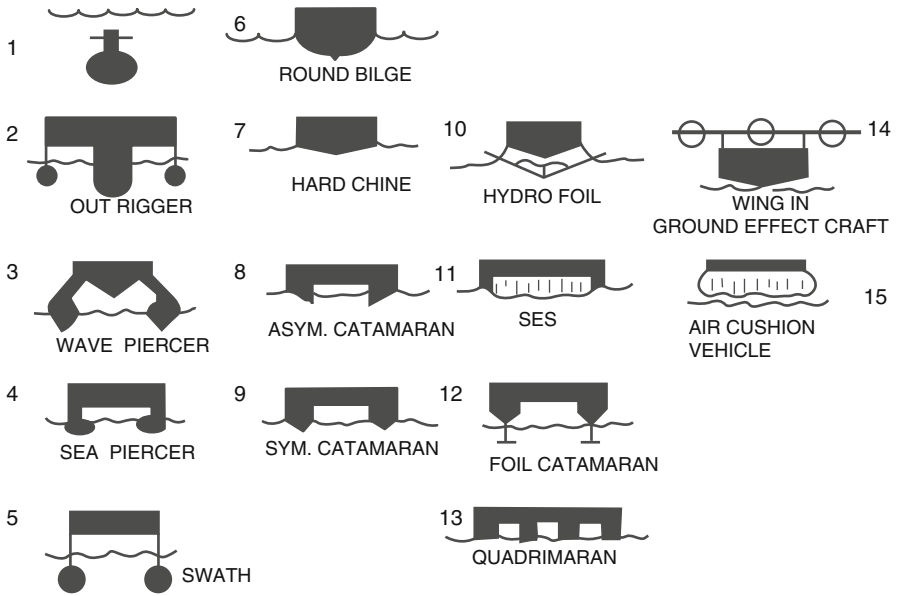 1
2
OUT RIGGER
3
WAVE PIERCER
4
SEA PIERCER
5
SWATH
6
ROUND BILGE
7
HARD CHINE
8
ASYM. CATAMARAN
9
SYM. CATAMARAN
10
HYDRO FOIL
11
SES
12
FOIL CATAMARAN
13
QUADRIMARAN
14
WING IN
GROUND EFFECT CRAFT
15
AIR CUSHION
VEHICLE